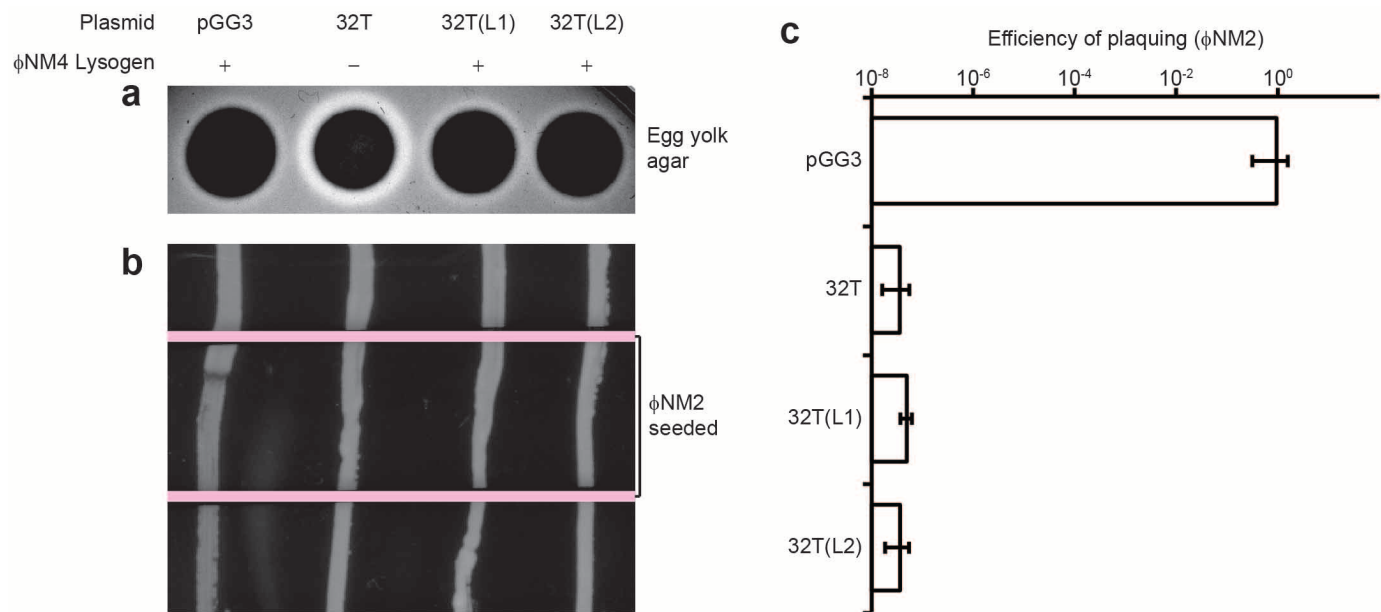 Plasmid pGG3 32T 32T(L1) 32T(L2)
ϕNM4 Lysogen + − + +
a
Egg yolk
agar
b
ϕNM2
seeded
c
Efficiency of plaquing (ϕNM2)
10⁻⁸ 10⁻⁶ 10⁻⁴ 10⁻² 10⁰
pGG3
32T
32T(L1)
32T(L2)